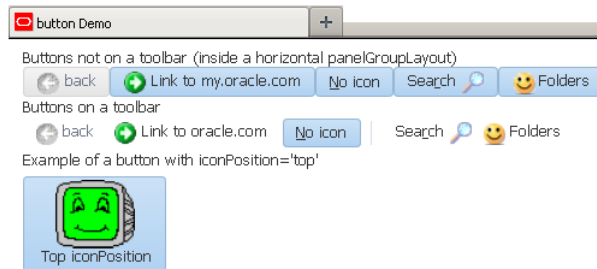 button Demo +
Buttons not on a toolbar (inside a horizontal panelGroupLayout)
back Link to my.oracle.com No icon Search Folders
Buttons on a toolbar
back Link to oracle.com No icon Search Folders
Example of a button with iconPosition='top'
Top iconPosition